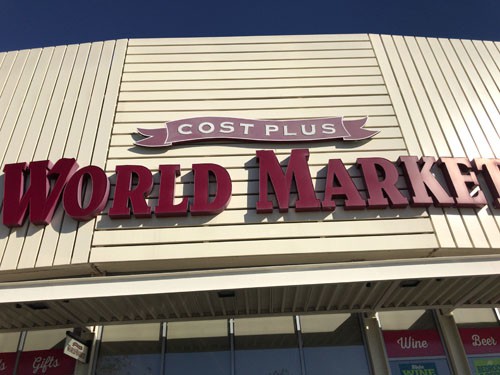 COST PLUS
WORLD MARKET
Gifts
Wine
Beer
WINE